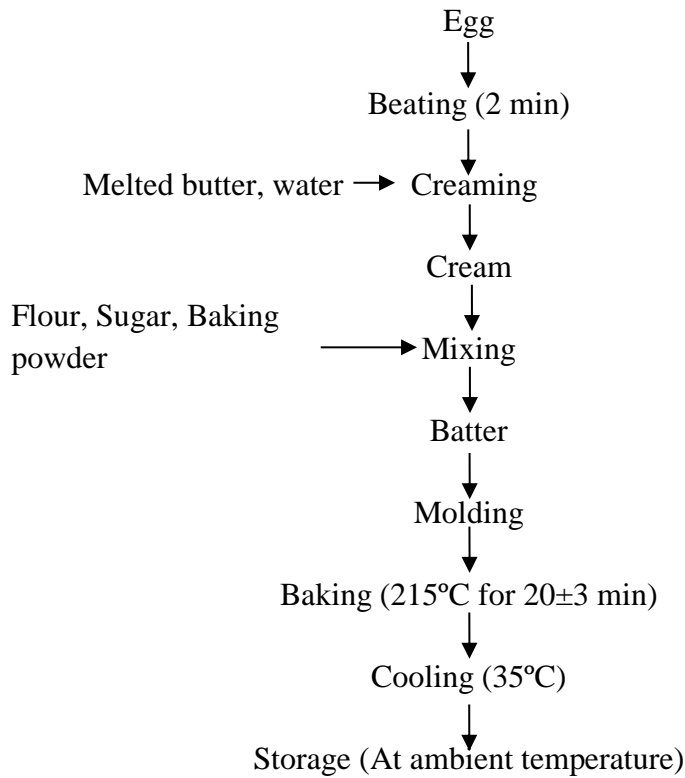 Egg
Beating (2 min)
Melted butter, water
Creaming
Cream
Flour, Sugar, Baking
powder
Mixing
Batter
Molding
Baking (215ºC for 20±3 min)
Cooling (35ºC)
Storage (At ambient temperature)